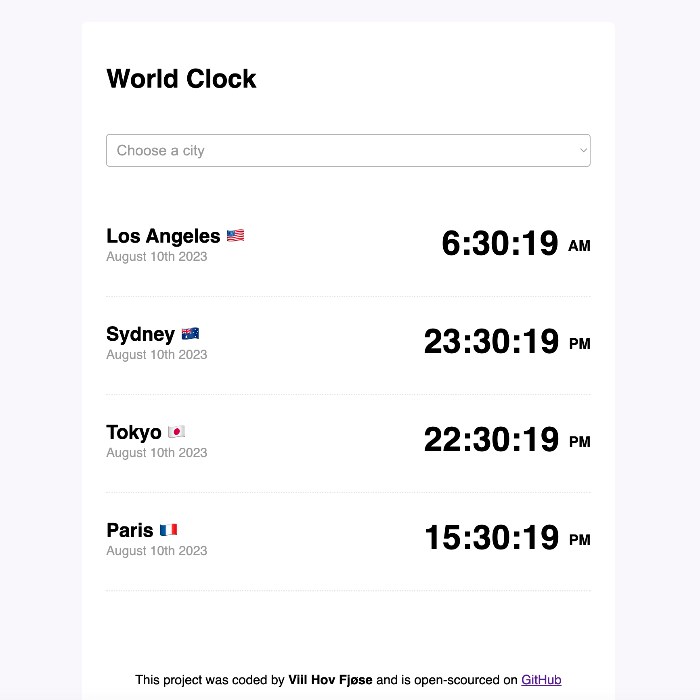 World Clock
Choose a city
Los Angeles 🇺🇸
August 10th 2023
6:30:19 AM
Sydney 🇦🇺
August 10th 2023
23:30:19 PM
Tokyo 🇯🇵
August 10th 2023
22:30:19 PM
Paris 🇫🇷
August 10th 2023
15:30:19 PM
This project was coded by Viil Hov Fjøse and is open-scourced on GitHub